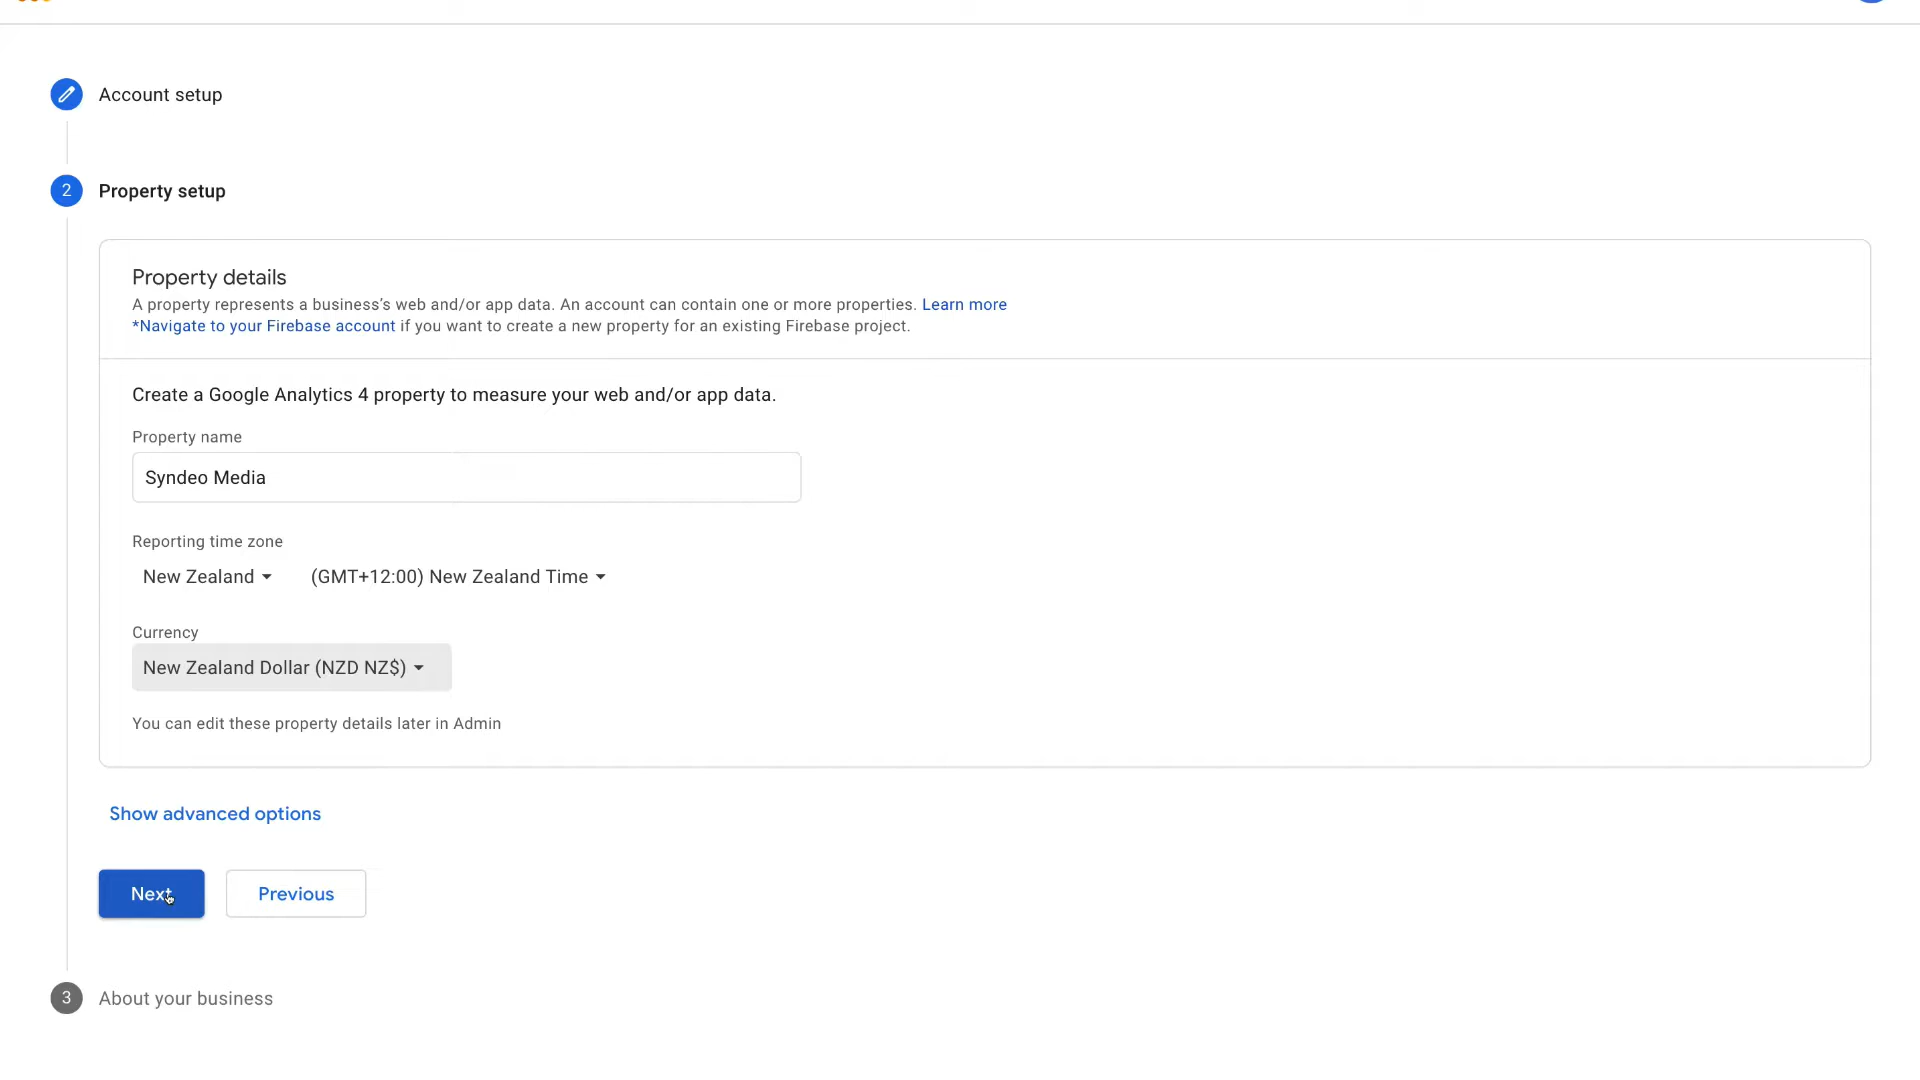 Account setup
2
Property setup
Property details
A property represents a business's web and/or app data. An account can contain one or more properties. Learn more
*Navigate to your Firebase account if you want to create a new property for an existing Firebase project.
Create a Google Analytics 4 property to measure your web and/or app data.
Property name
Syndeo Media
Reporting time zone
New Zealand (GMT+12:00) New Zealand Time
Currency
New Zealand Dollar (NZD NZ$)
You can edit these property details later in Admin
Show advanced options
Next Previous
3
About your business